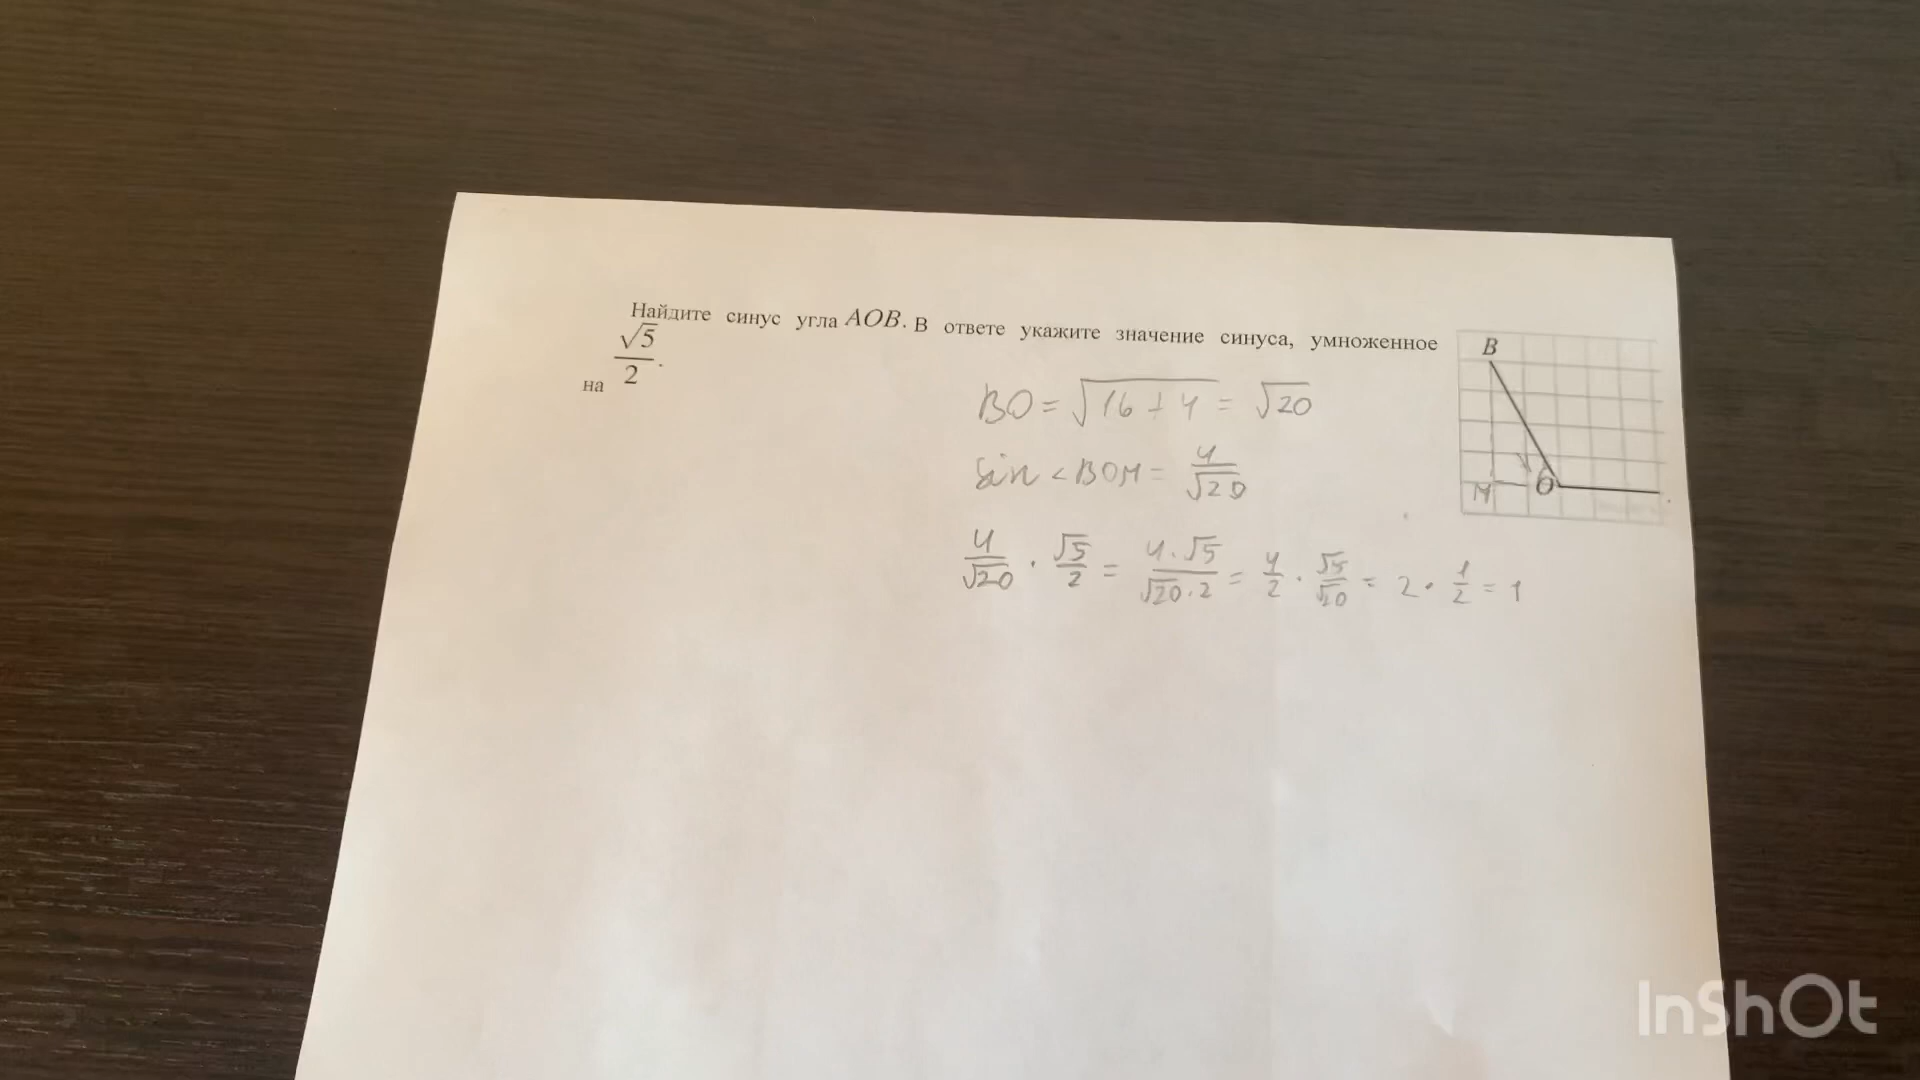 Найдите синус угла AOB. В ответе укажите значение синуса, умноженное
на √5/2.
B
M
O
BO = √16+4 = √20
Sin <BOM = 4/√20
4/√20 · √5/2 = 4·√5/√20·2 = 4/2 · √5/√20 = 2 · 1/2 = 1
InShOt